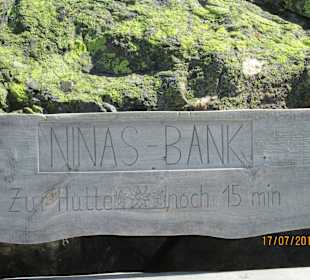 NINAS-BANK
Zur Hütte noch 15 min
17/07/201